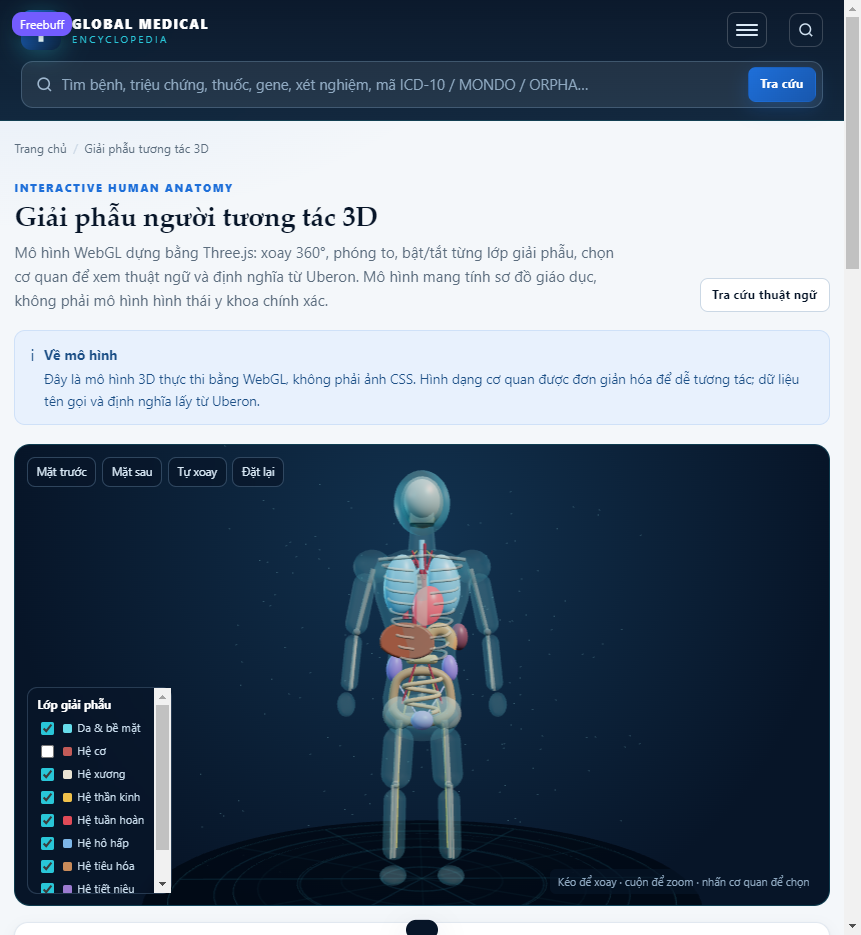 Freebuff
GLOBAL MEDICAL
ENCYCLOPEDIA
Tìm bệnh, triệu chứng, thuốc, gene, xét nghiệm, mã ICD-10 / MONDO / ORPHA...
Tra cứu
Trang chủ / Giải phẫu tương tác 3D
INTERACTIVE HUMAN ANATOMY
Giải phẫu người tương tác 3D
Mô hình WebGL dựng bằng Three.js: xoay 360°, phóng to, bật/tắt từng lớp giải phẫu, chọn
cơ quan để xem thuật ngữ và định nghĩa từ Uberon. Mô hình mang tính sơ đồ giáo dục,
không phải mô hình hình thái y khoa chính xác.
Tra cứu thuật ngữ
i Về mô hình
Đây là mô hình 3D thực thi bằng WebGL, không phải ảnh CSS. Hình dạng cơ quan được đơn giản hóa để dễ tương tác; dữ liệu
tên gọi và định nghĩa lấy từ Uberon.
Mặt trước
Mặt sau
Tự xoay
Đặt lại
Lớp giải phẫu
Da & bề mặt
Hệ cơ
Hệ xương
Hệ thần kinh
Hệ tuần hoàn
Hệ hô hấp
Hệ tiêu hóa
Hệ tiết niệu
Kéo để xoay · cuộn để zoom · nhấn cơ quan để chọn